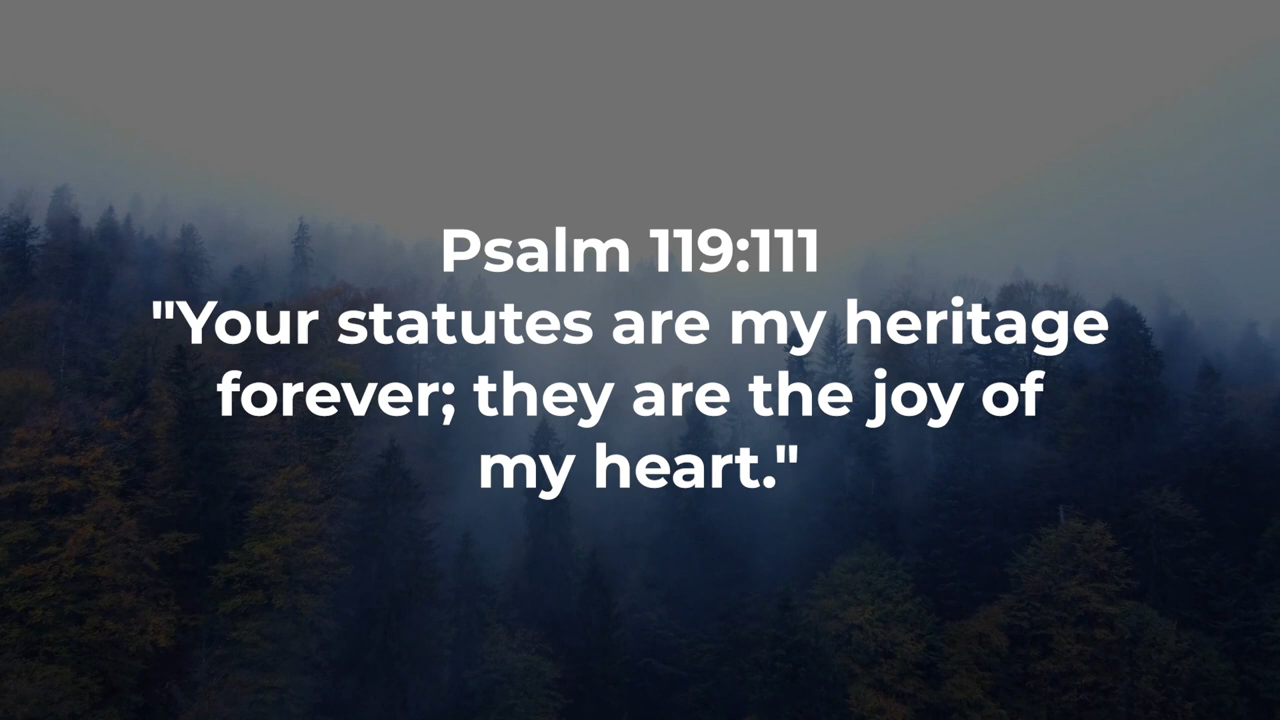 Psalm 119:111
"Your statutes are my heritage
forever; they are the joy of
my heart."